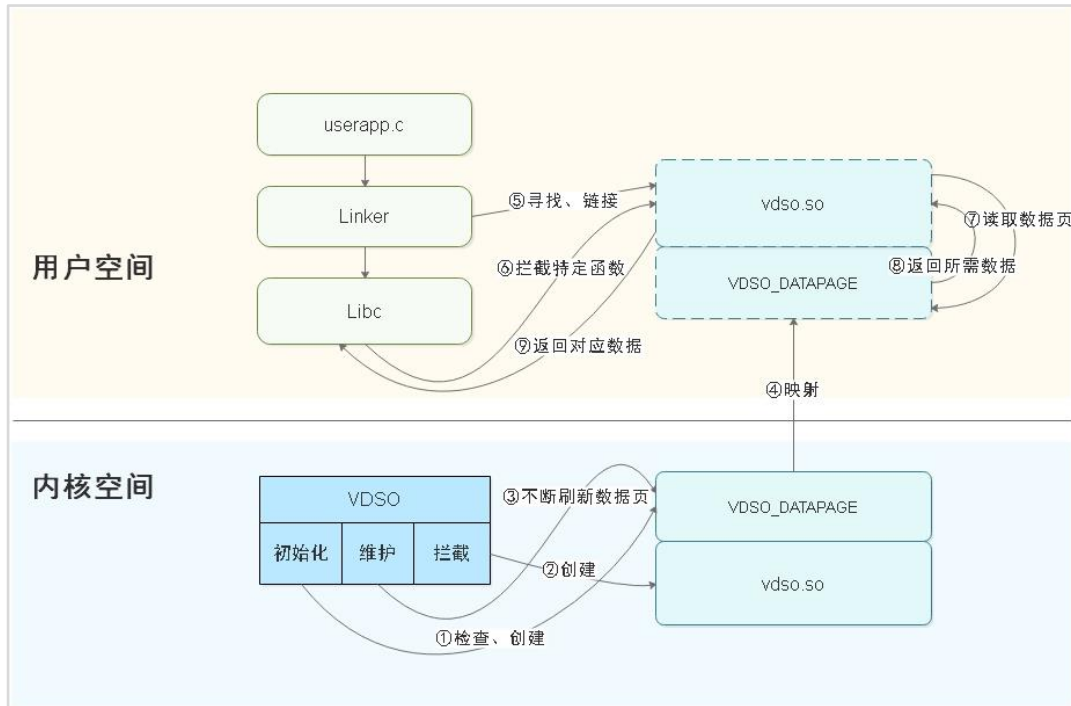 userapp.c
Linker
⑤寻找、链接
vdso.so
⑦读取数据页
用户空间
⑥拦截特定函数
⑧返回所需数据
VDSO_DATAPAGE
Libc
⑨返回对应数据
④映射
内核空间
VDSO
③不断刷新数据页
VDSO_DATAPAGE
初始化
维护
拦截
②创建
vdso.so
①检查、创建